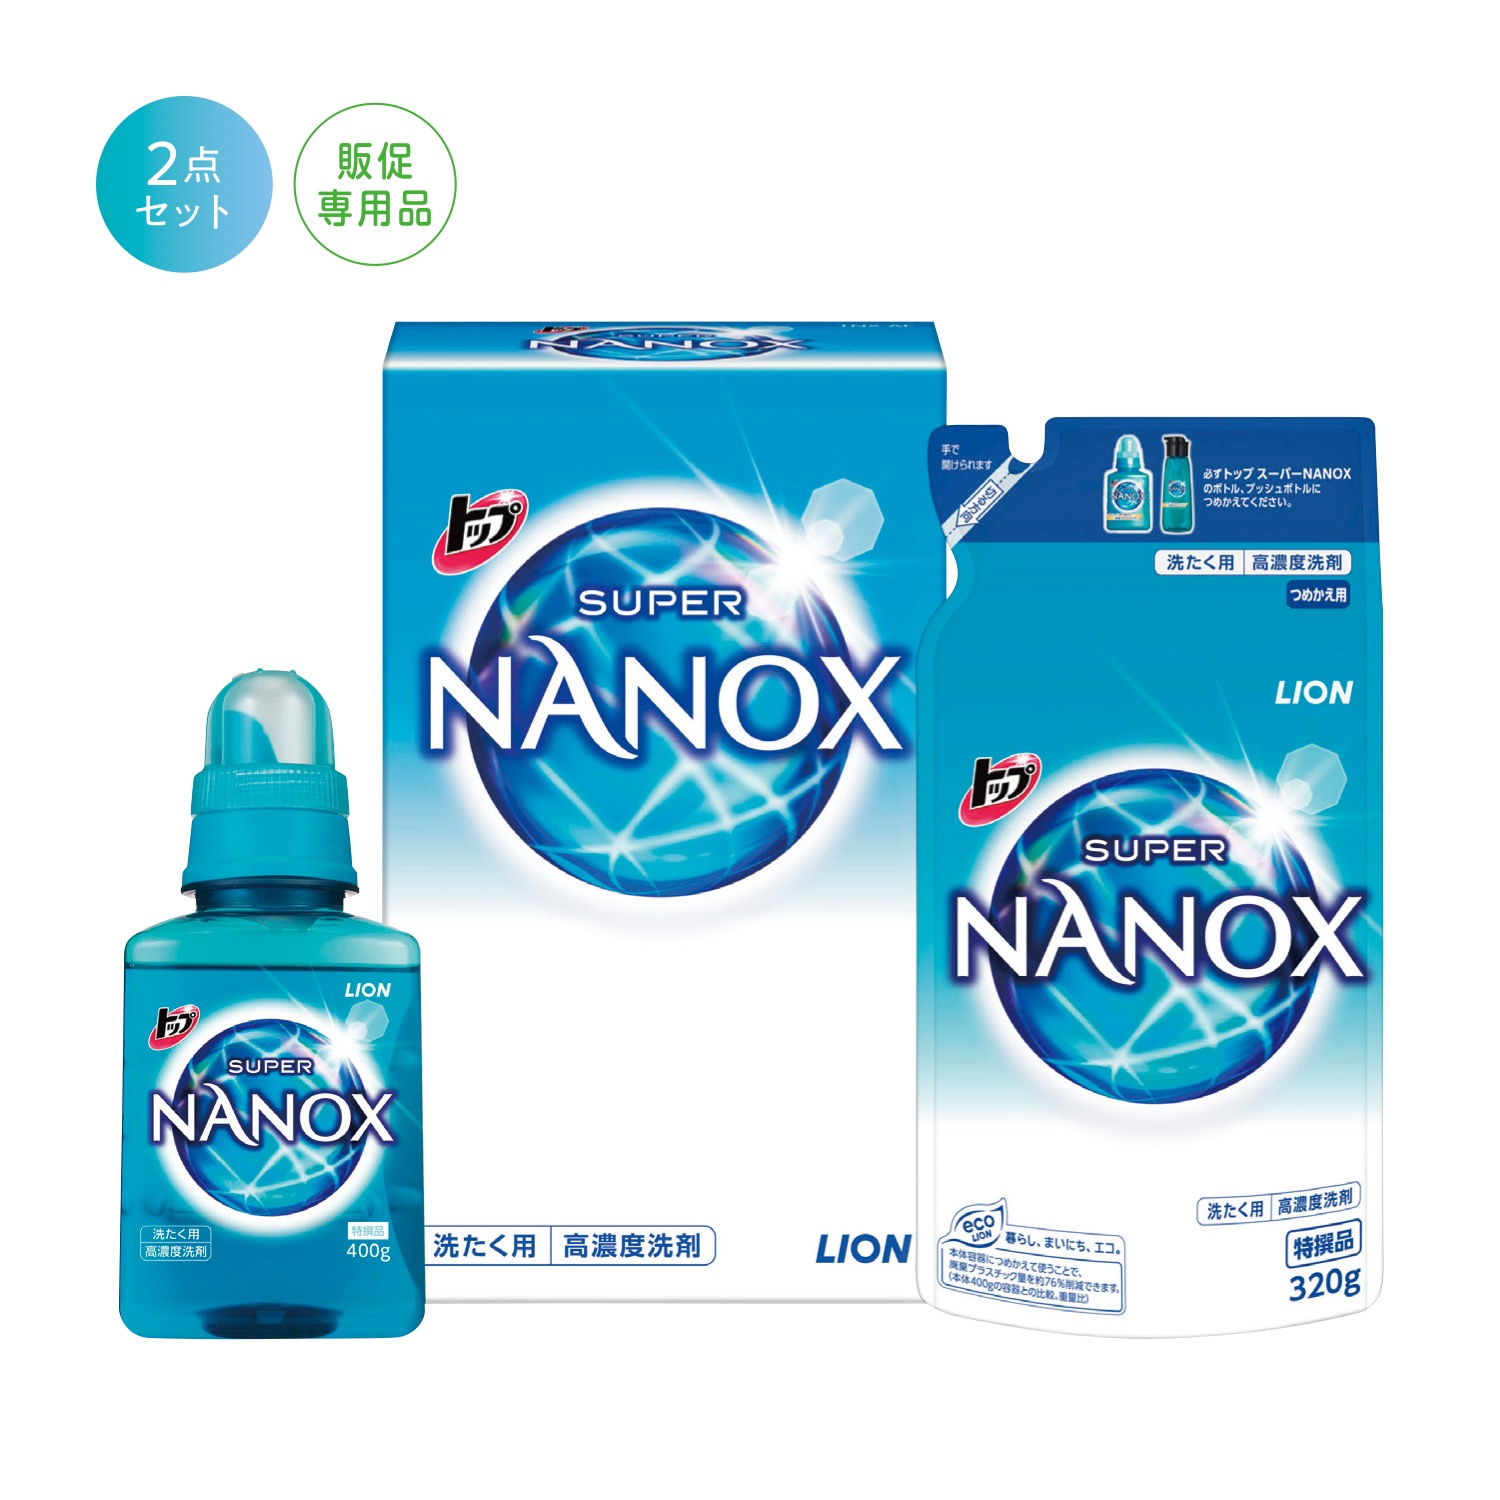 2点
セット
販促
専用品
SUPER
NANOX
トップ
SUPER
NANOX
洗たく用 高濃度洗剤
LION
手で
開けられます
必ずトップ スーパーNANOX
のボトル、プッシュボトルに
つめかえてください。
洗たく用 高濃度洗剤
つめかえ用
LION
トップ
SUPER
NANOX
洗たく用 高濃度洗剤
特撰品
320g
eco
LION
暮らし、まいにち、エコ。
本体容器につめかえて使うことで、
廃棄プラスチック量を約76%削減できます。
(本体400gの容器との比較。重量比)
LION
トップ
SUPER
NANOX
洗たく用
高濃度洗剤
特撰品
400g